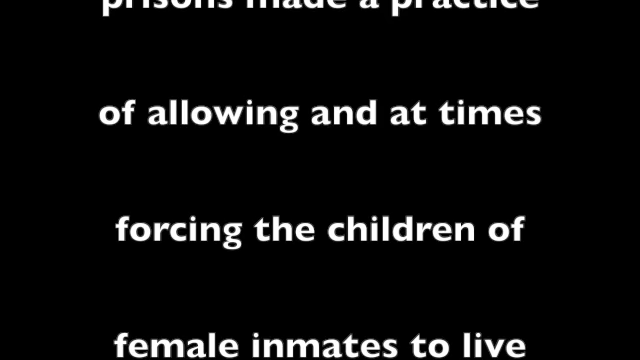 prisons made a practice
of allowing and at times
forcing the children of
female inmates to live